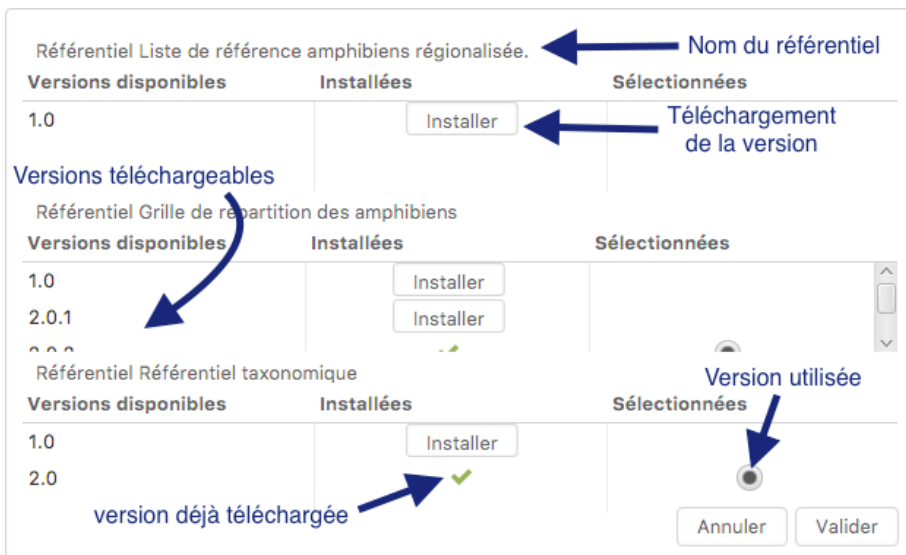 Référentiel Liste de référence amphibiens régionalisée.
Nom du référentiel
Versions disponibles Installées Sélectionnées
1.0 Installer
Téléchargement
de la version
Versions téléchargeables
Référentiel Grille de répartition des amphibiens
Versions disponibles Installées Sélectionnées
1.0 Installer
2.0.1 Installer
Référentiel Référentiel taxonomique
Version utilisée
Versions disponibles Installées Sélectionnées
1.0 Installer
2.0
version déjà téléchargée
Annuler Valider